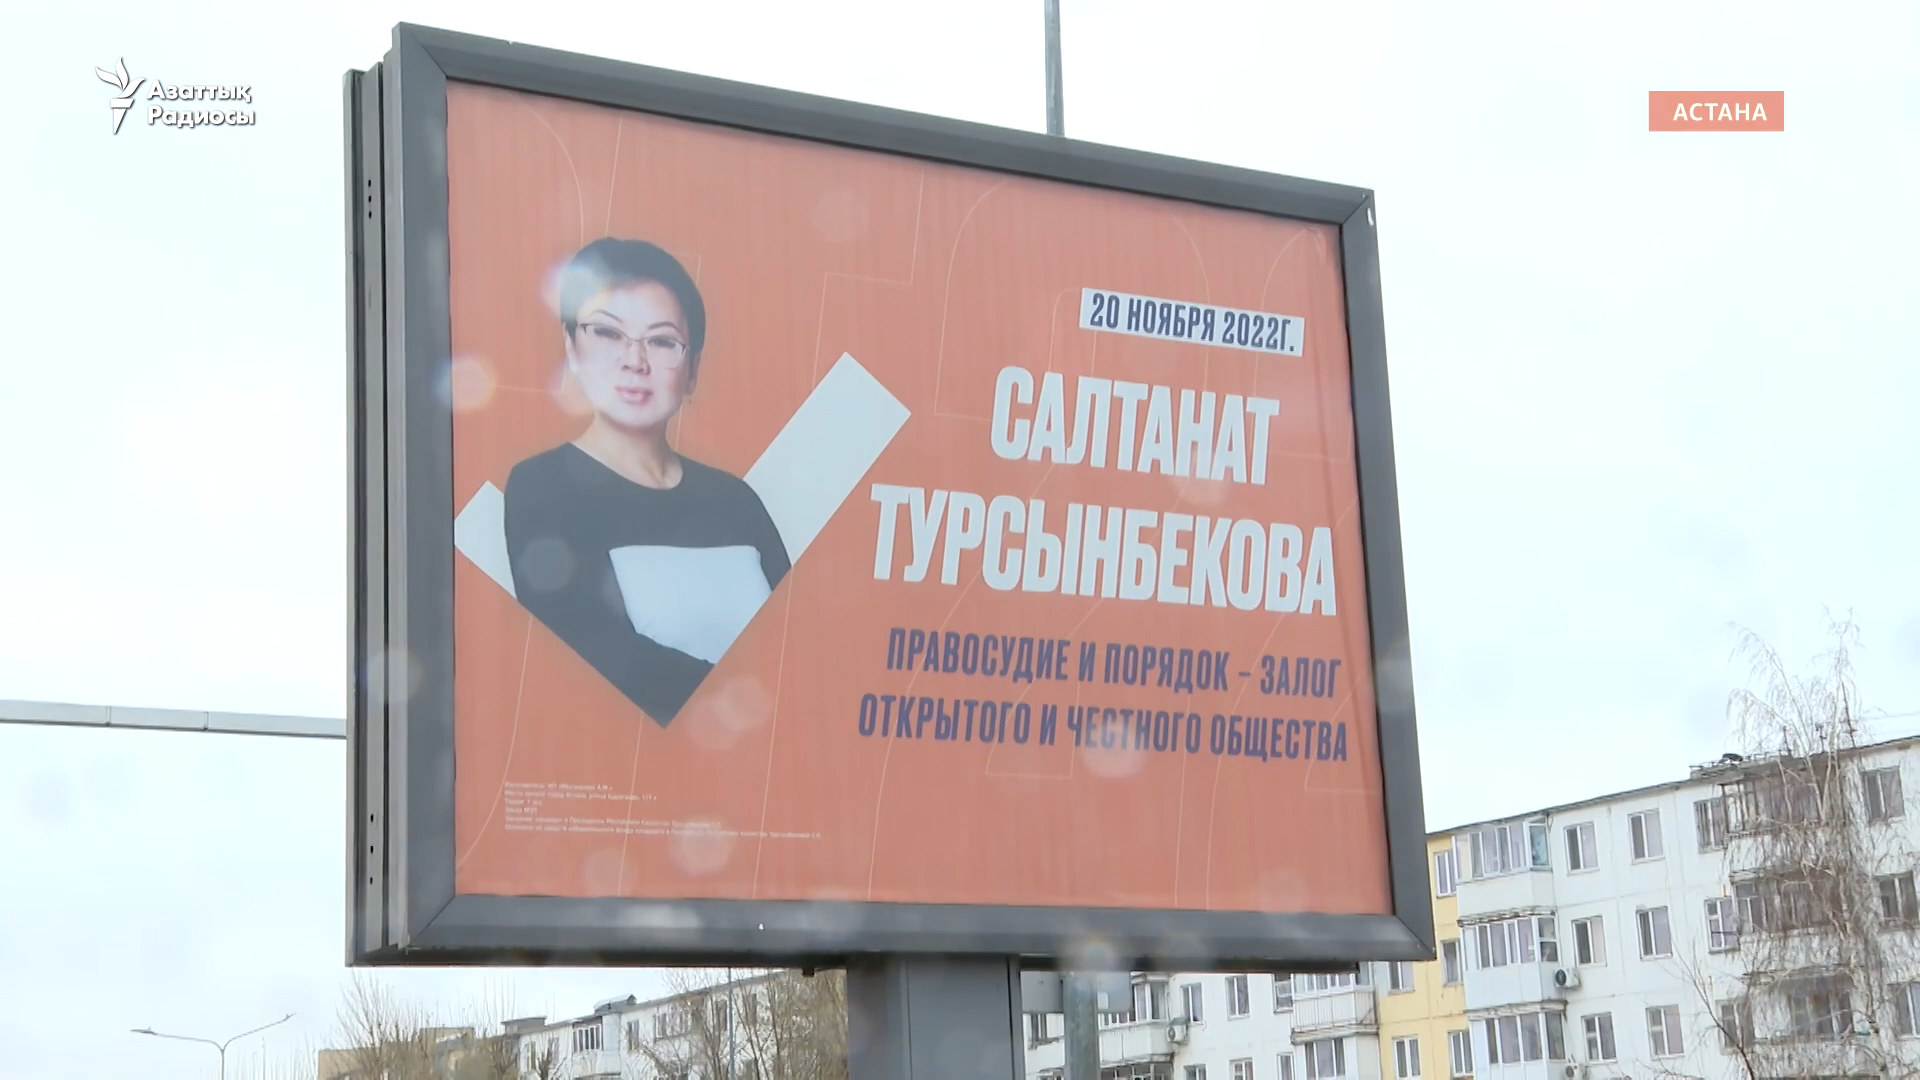 Азаттық
Радиосы
АСТАНА
20 НОЯБРЯ 2022Г.
САЛТАНАТ
ТУРСЫНБЕКОВА
ПРАВОСУДИЕ И ПОРЯДОК – ЗАЛОГ
ОТКРЫТОГО И ЧЕСТНОГО ОБЩЕСТВА